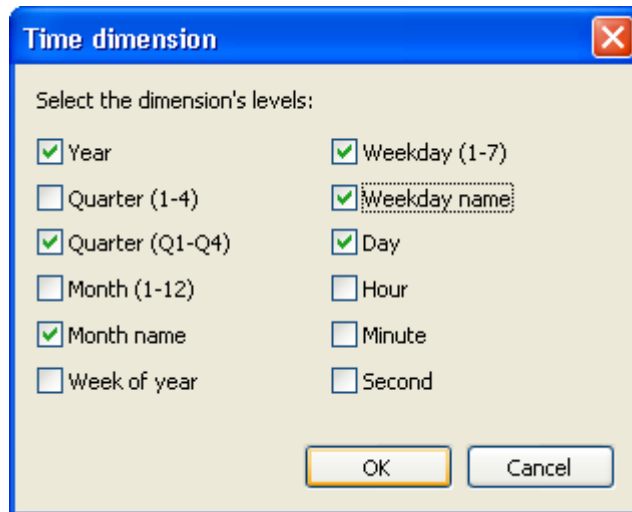 Time dimension
Select the dimension's levels:
Year
Quarter (1-4)
Quarter (Q1-Q4)
Month (1-12)
Month name
Week of year
Weekday (1-7)
Weekday name
Day
Hour
Minute
Second
OK
Cancel